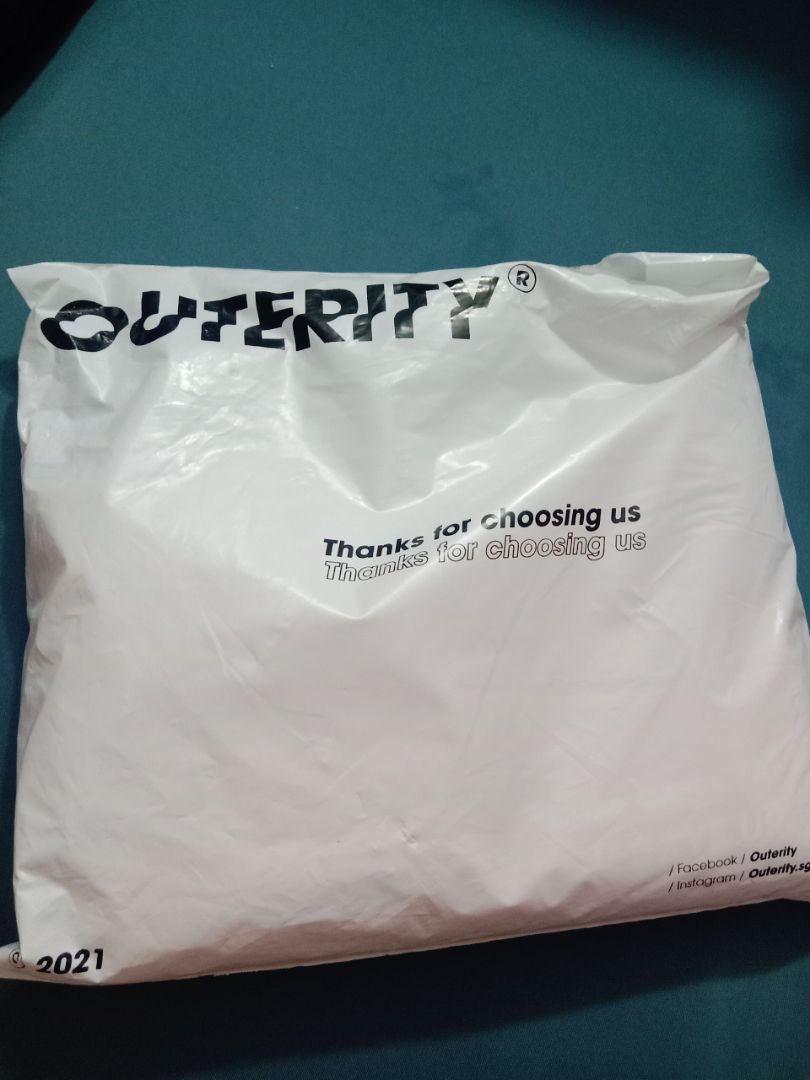 OUTERITY®
Thanks for choosing us
Thanks for choosing us
/ Facebook / Outerity
/ Instagram / Outerity.sg
© 2021